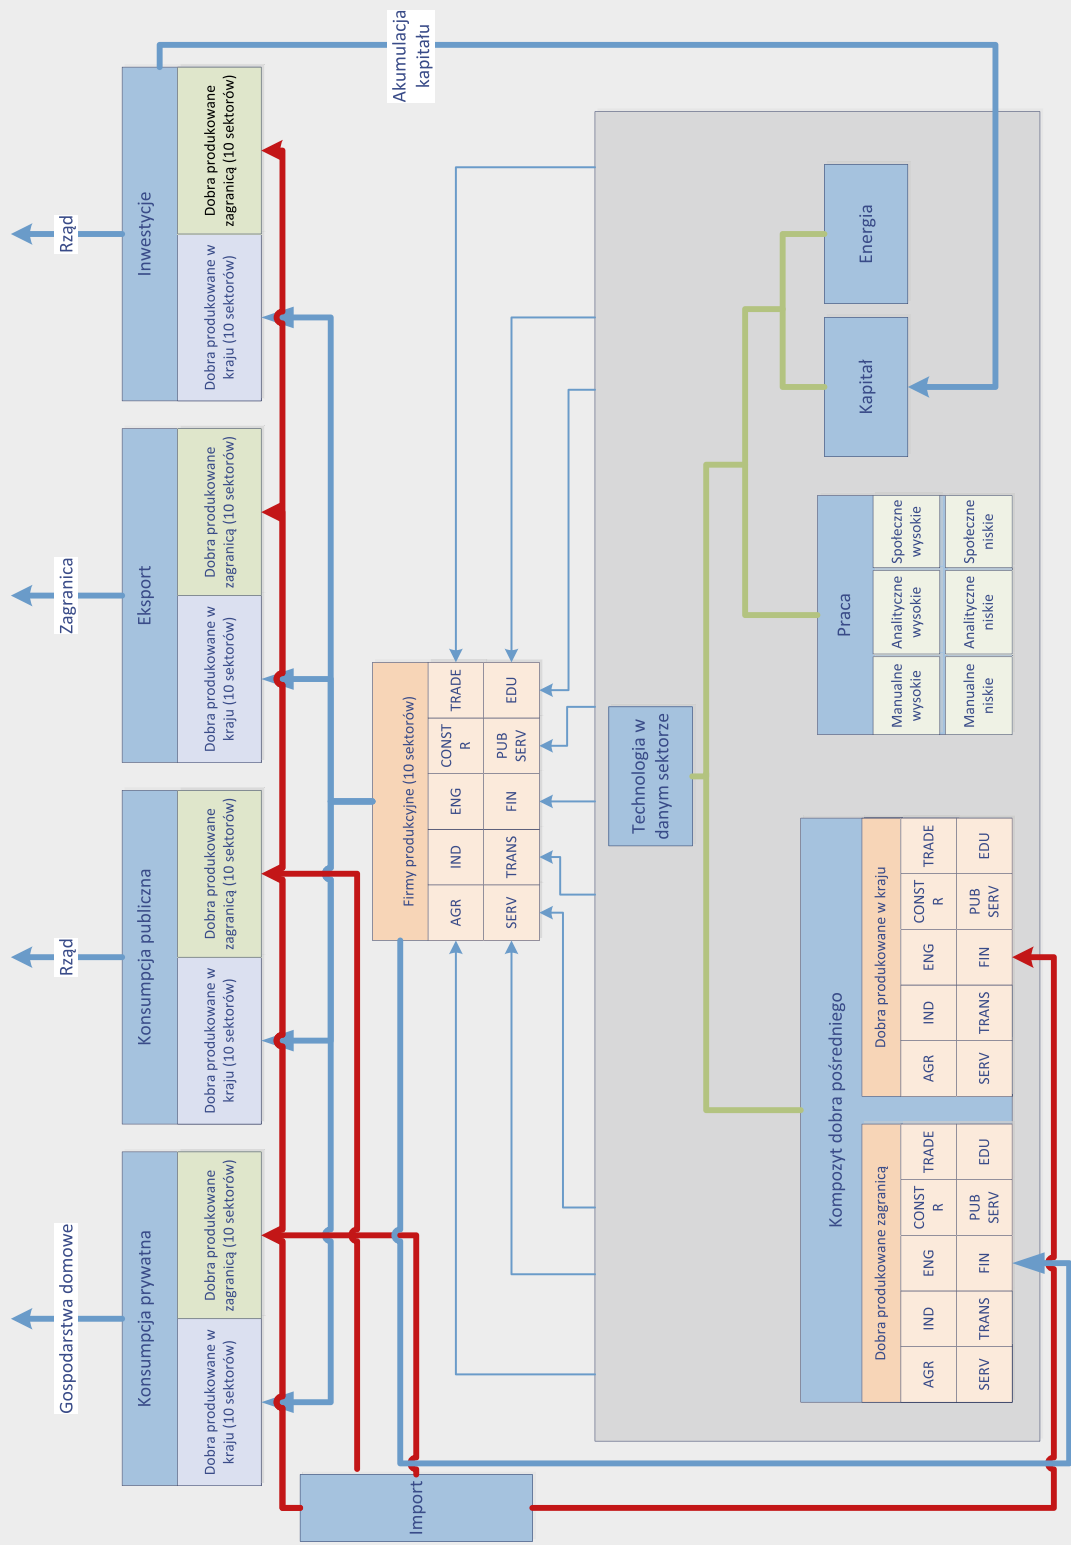 Gospodarstwa domowe
Rząd
Zagranica
Rząd
Konsumpcja prywatna
Dobra produkowane w
kraju (10 sektorów)
Dobra produkowane
zagranicą (10 sektorów)
Konsumpcja publiczna
Dobra produkowane w
kraju (10 sektorów)
Dobra produkowane
zagranicą (10 sektorów)
Eksport
Dobra produkowane w
kraju (10 sektorów)
Dobra produkowane
zagranicą (10 sektorów)
Inwestycje
Dobra produkowane w
kraju (10 sektorów)
Dobra produkowane
zagranicą (10 sektorów)
Akumulacja
kapitału
Import
Firmy produkcyjne (10 sektorów)
AGR
IND
ENG
CONST
R
TRADE
SERV
TRANS
FIN
PUB
SERV
EDU
Technologia w
danym sektorze
Kompozyt dobra pośredniego
Dobra produkowane zagranicą
AGR
IND
ENG
CONST
R
TRADE
SERV
TRANS
FIN
PUB
SERV
EDU
Dobra produkowane w kraju
AGR
IND
ENG
CONST
R
TRADE
SERV
TRANS
FIN
PUB
SERV
EDU
Praca
Manualne
wysokie
Analityczne
wysokie
Społeczne
wysokie
Manualne
niskie
Analityczne
niskie
Społeczne
niskie
Kapitał
Energia